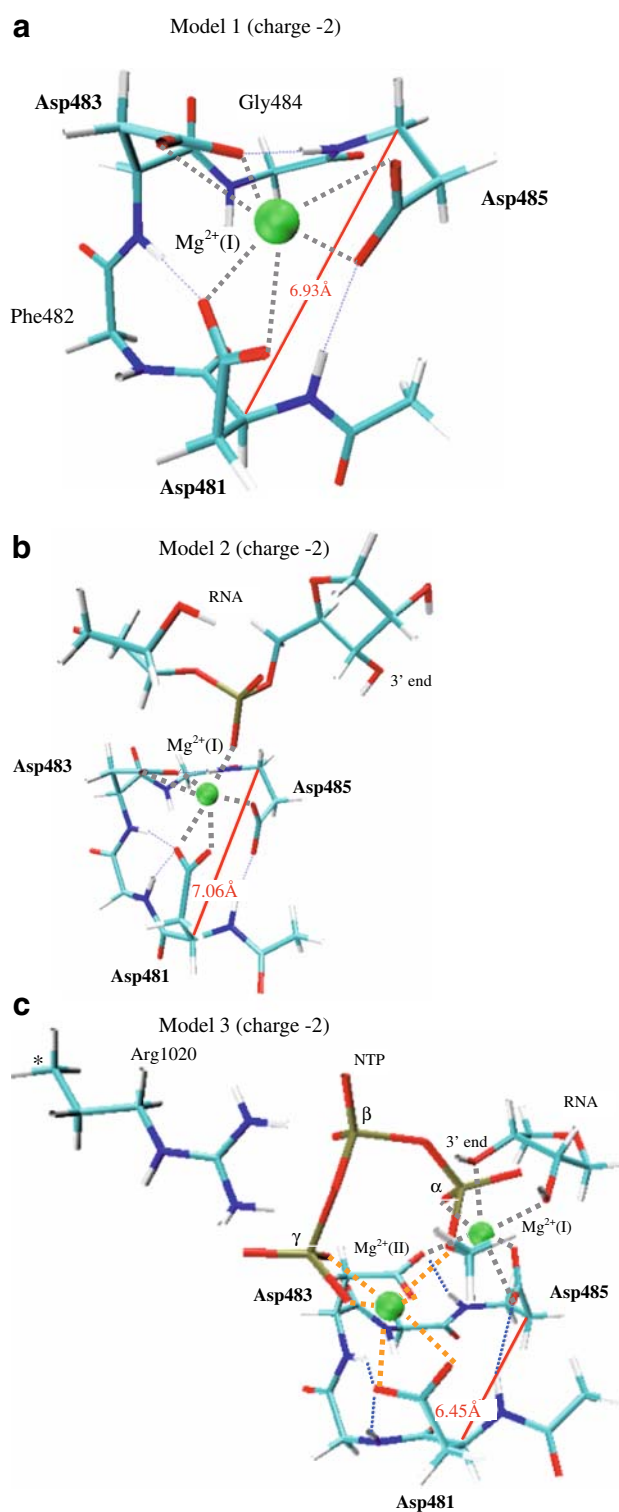 a
Model 1 (charge -2)
Asp483
Gly484
Asp485
Mg²⁺(I)
6.93Å
Phe482
Asp481
b
Model 2 (charge -2)
RNA
3' end
Mg²⁺(I)
Asp483
Asp485
7.06Å
Asp481
c
Model 3 (charge -2)
*
Arg1020
NTP
β
RNA
3' end
α
Mg²⁺(I)
Mg²⁺(II)
γ
Asp483
Asp485
6.45Å
Asp481